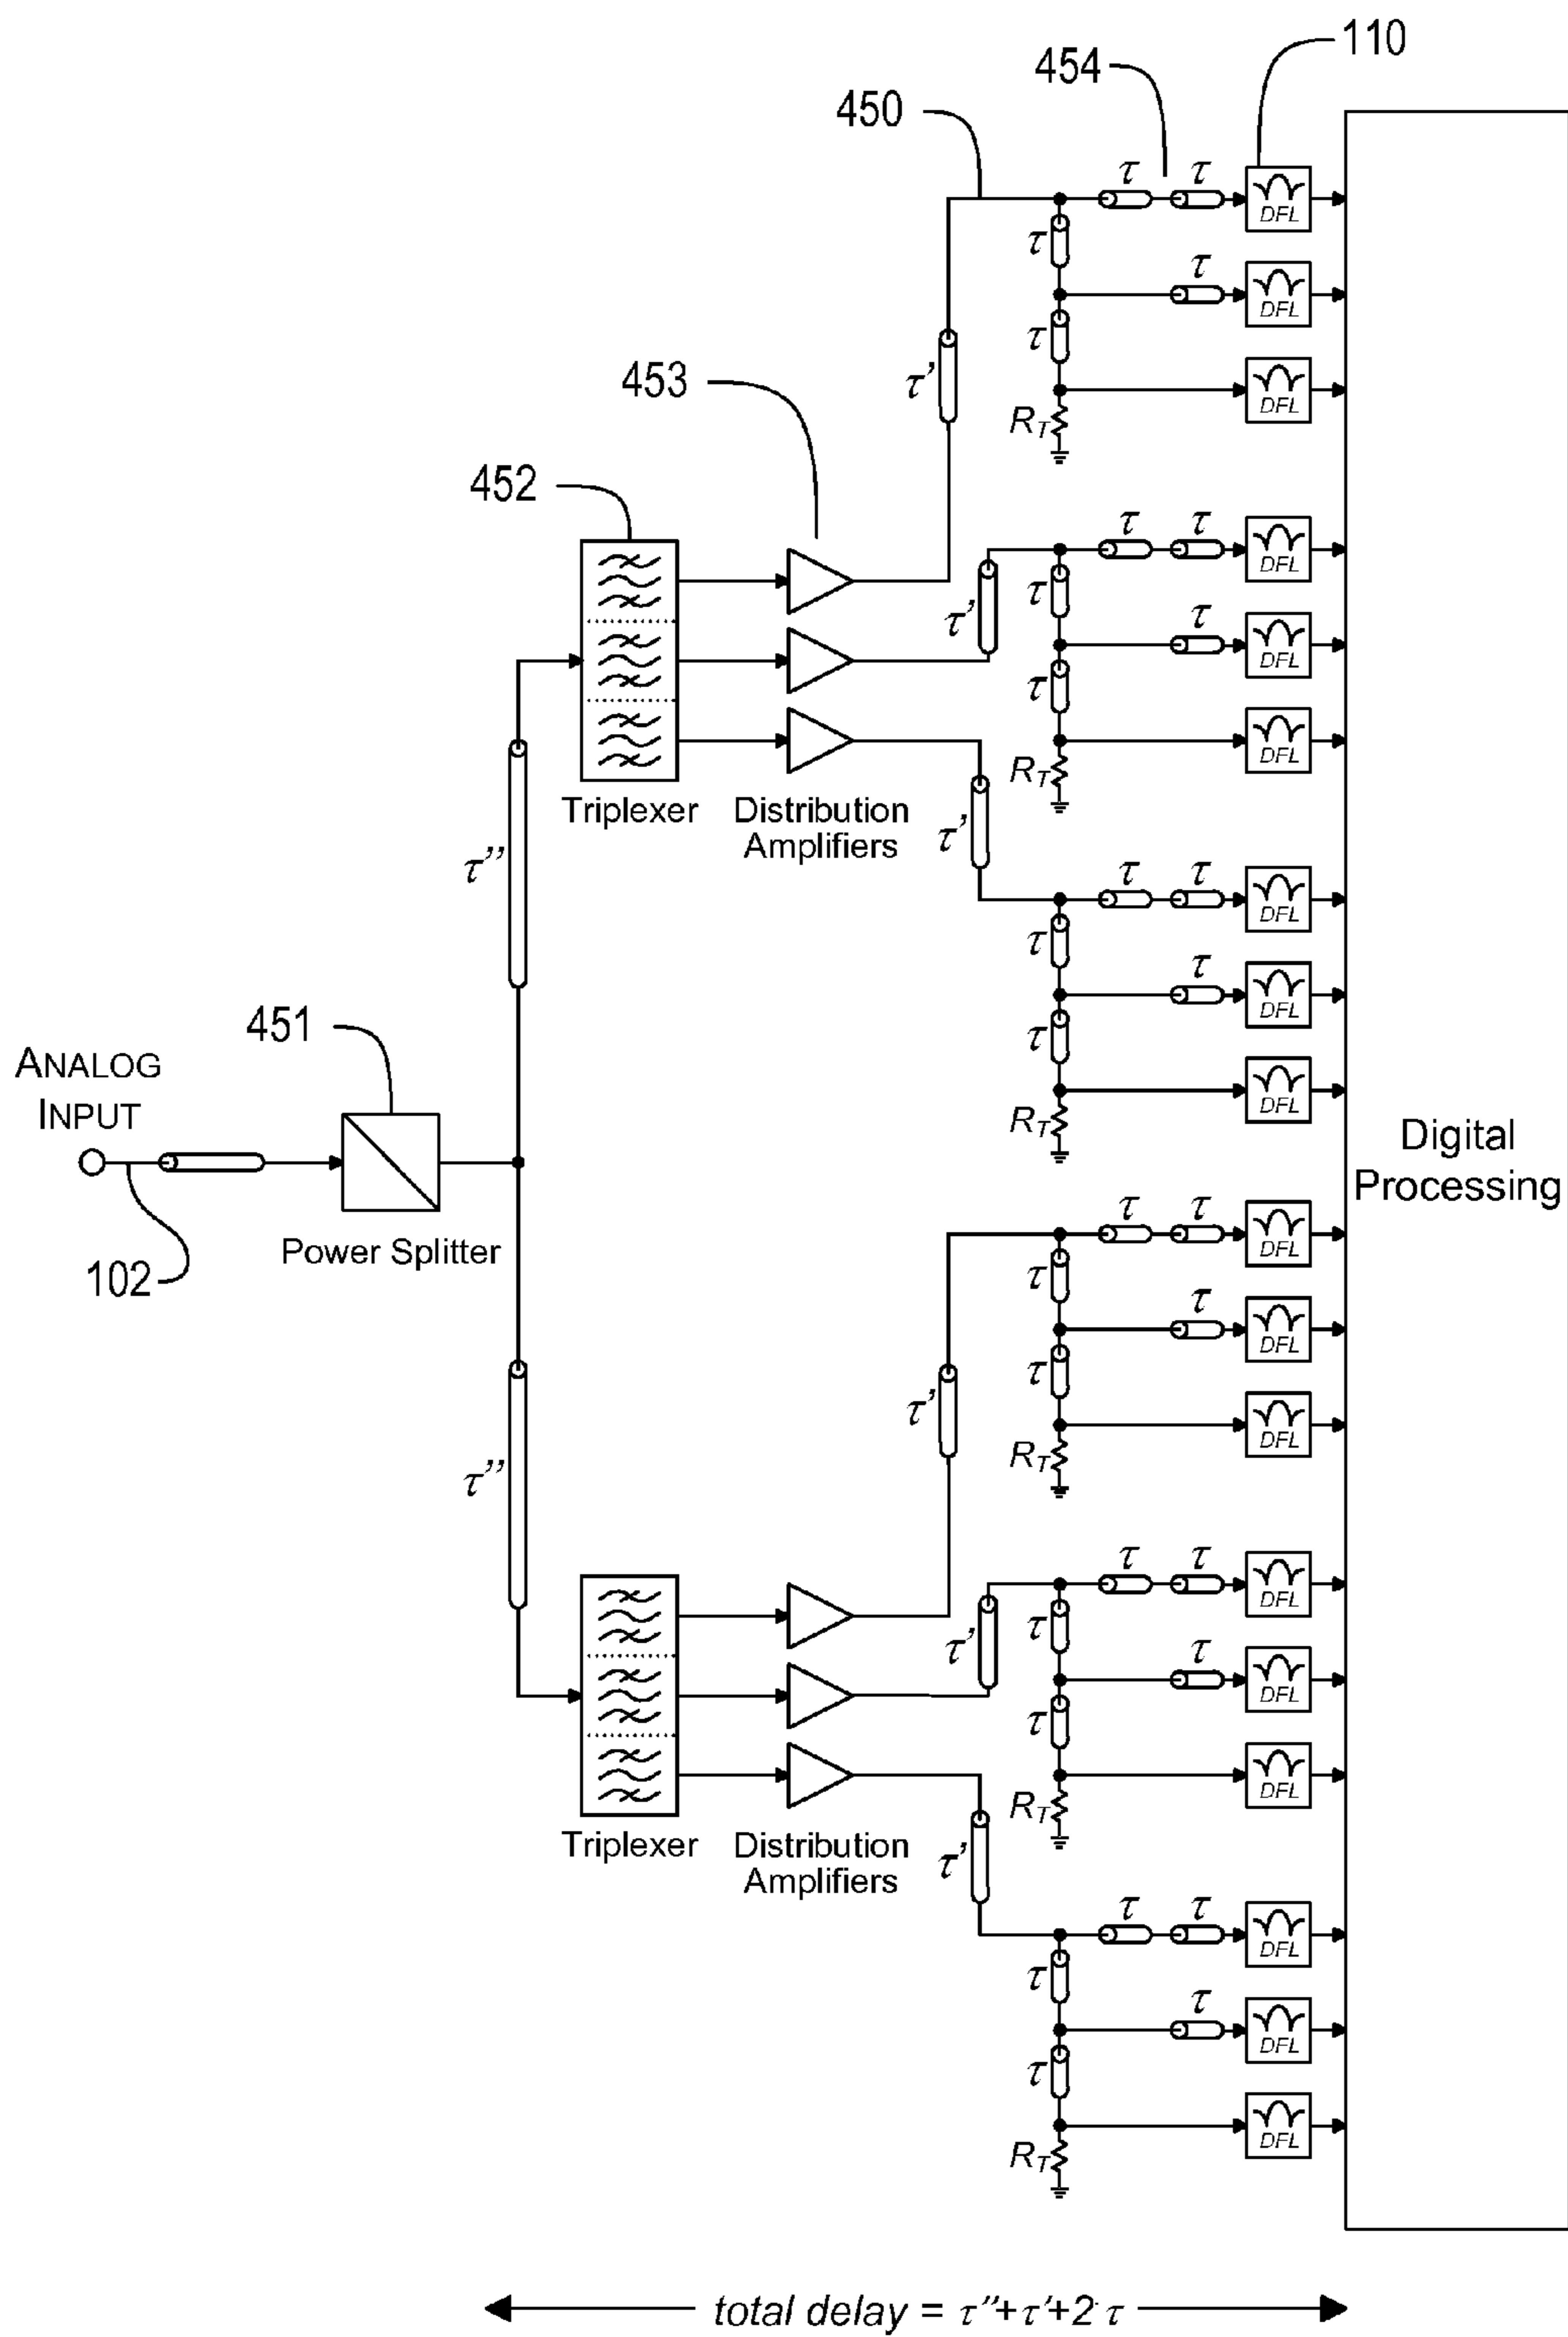 110
454
450
τ τ
DFL
τ
τ
DFL
τ
τ'
DFL
R_T
453
452
τ τ
DFL
τ
τ
τ'
DFL
τ
DFL
R_T
Triplexer
Distribution
Amplifiers
τ'
τ''
τ τ
DFL
τ
τ
DFL
τ
DFL
R_T
451
ANALOG
INPUT
Digital
Processing
Power Splitter
102
τ τ
DFL
τ
τ
DFL
τ
τ'
DFL
R_T
τ''
τ τ
DFL
τ
τ
τ'
DFL
τ
DFL
R_T
Triplexer
Distribution
Amplifiers
τ'
τ τ
DFL
τ
τ
DFL
τ
DFL
R_T
total delay = τ''+τ'+2·τ